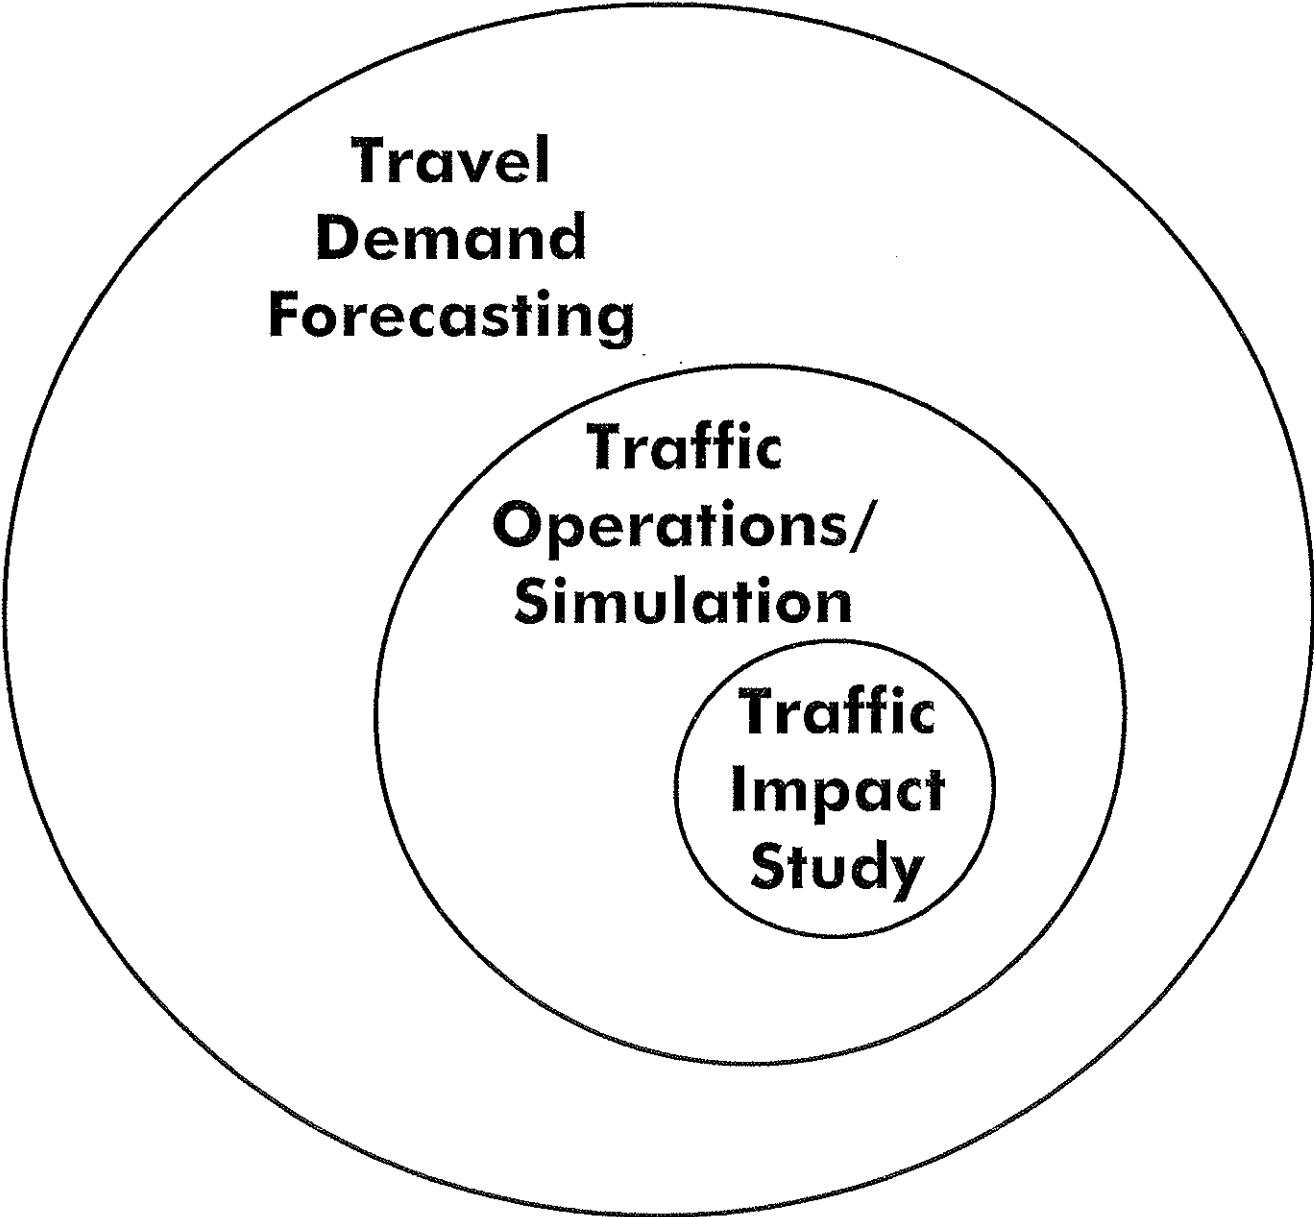 Travel
Demand
Forecasting
Traffic
Operations/
Simulation
Traffic
Impact
Study